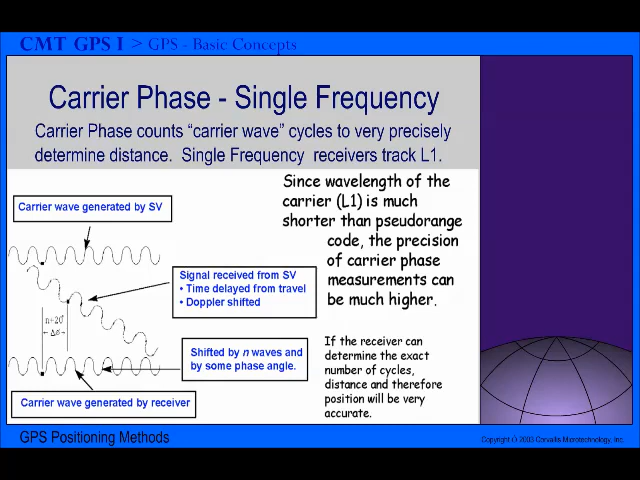 CMT GPS I > GPS - Basic Concepts
Carrier Phase - Single Frequency
Carrier Phase counts “carrier wave” cycles to very precisely
determine distance. Single Frequency receivers track L1.
Since wavelength of the
carrier (L1) is much
shorter than pseudorange
code, the precision
of carrier phase
measurements can
be much higher.
Carrier wave generated by SV
Signal received from SV
• Time delayed from travel
• Doppler shifted
Shifted by n waves and
by some phase angle.
Carrier wave generated by receiver
If the receiver can
determine the exact
number of cycles,
distance and therefore
position will be very
accurate.
GPS Positioning Methods
Copyright © 2003 Corvallis Microtechnology, Inc.